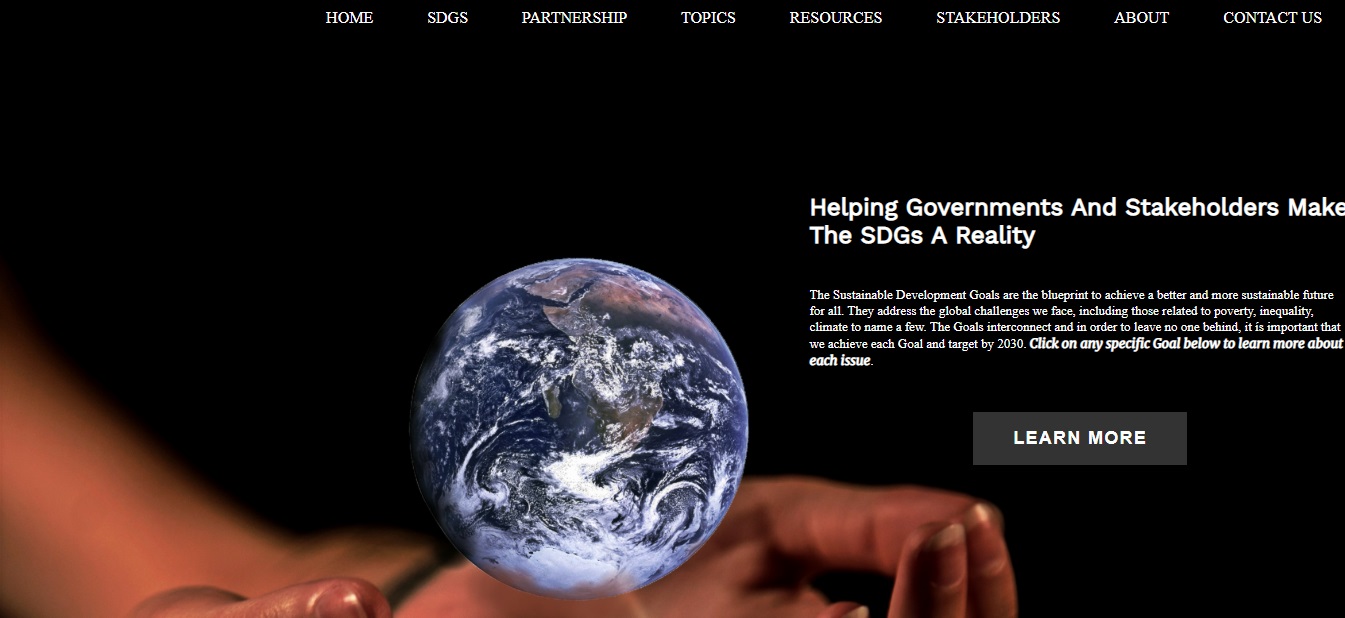 HOME SDGS PARTNERSHIP TOPICS RESOURCES STAKEHOLDERS ABOUT CONTACT US
Helping Governments And Stakeholders Make
The SDGs A Reality
The Sustainable Development Goals are the blueprint to achieve a better and more sustainable future
for all. They address the global challenges we face, including those related to poverty, inequality,
climate to name a few. The Goals interconnect and in order to leave no one behind, it is important that
we achieve each Goal and target by 2030. Click on any specific Goal below to learn more about
each issue.
LEARN MORE